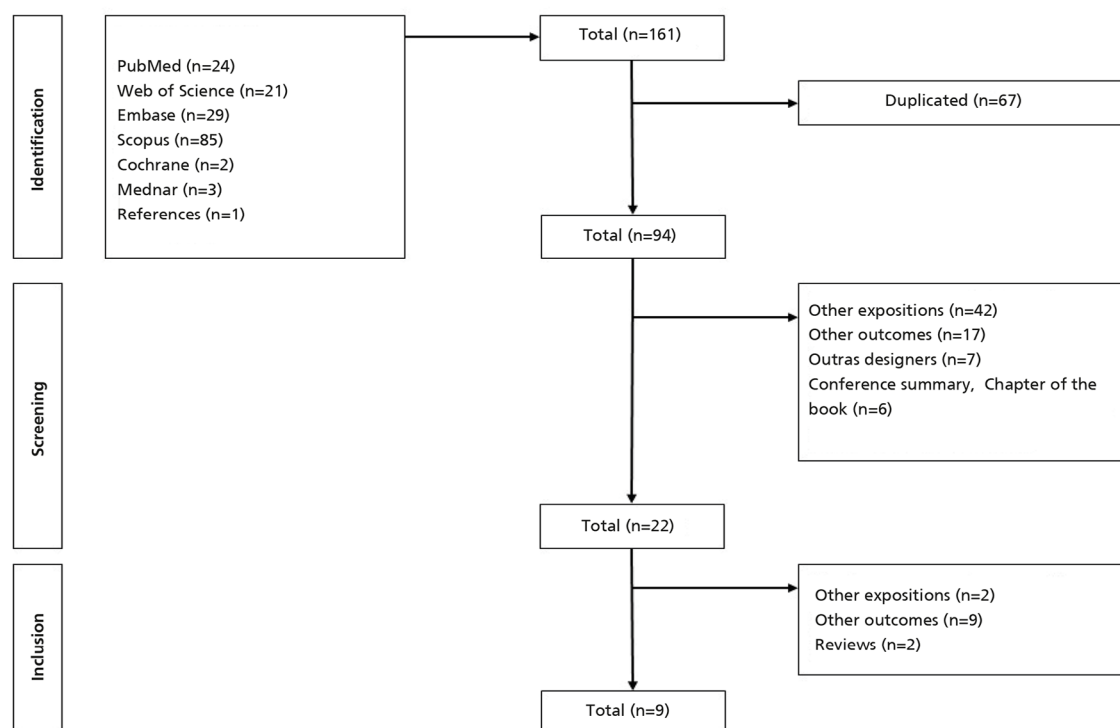 Identification
PubMed (n=24)
Web of Science (n=21)
Embase (n=29)
Scopus (n=85)
Cochrane (n=2)
Mednar (n=3)
References (n=1)
Total (n=161)
Duplicated (n=67)
Total (n=94)
Screening
Other expositions (n=42)
Other outcomes (n=17)
Outras designers (n=7)
Conference summary, Chapter of the
book (n=6)
Total (n=22)
Inclusion
Other expositions (n=2)
Other outcomes (n=9)
Reviews (n=2)
Total (n=9)